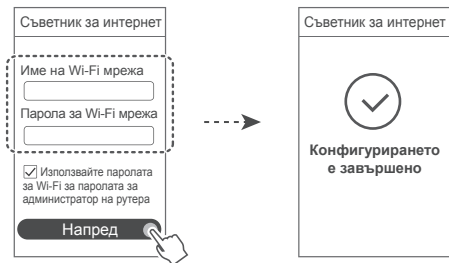 Съветник за интернет
Име на Wi-Fi мрежа
Парола за Wi-Fi мрежа
Използвайте паролата
за Wi-Fi за паролата за
администратор на рутера
Напред
Съветник за интернет
Конфигурирането
е завършено